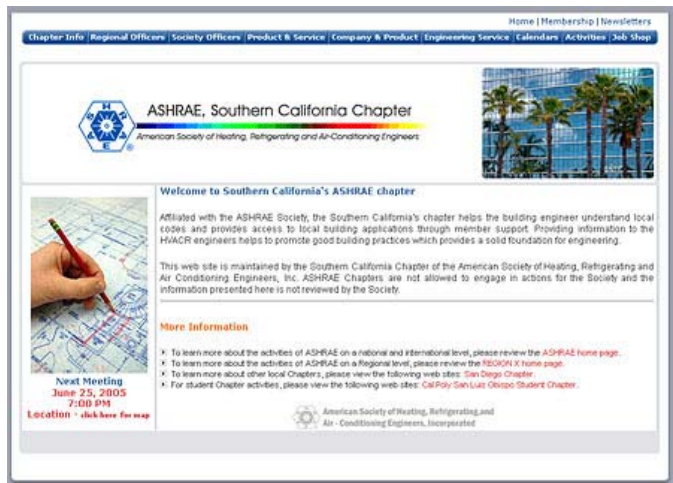 Home | Membership | Newsletters
Chapter Info Regional Officers Society Officers Product & Service Company & Product Engineering Service Calendars Activities Job Shop
ASHRAE
ASHRAE, Southern California Chapter
American Society of Heating, Refrigerating and Air-Conditioning Engineers
Welcome to Southern California's ASHRAE chapter
Affiliated with the ASHRAE Society, the Southern California's chapter helps the building engineer understand local
codes and provides access to local building applications through member support. Providing information to
HVACR engineers helps to promote good building practices which provides a solid foundation for engineering.
This web site is maintained by the Southern California Chapter of the American Society of Heating, Refrigerating and
Air Conditioning Engineers, Inc. ASHRAE Chapters are not allowed to engage in actions for the Society and the
information presented here is not reviewed by the Society.
More Information
To learn more about the activities of ASHRAE on a national and international level, please review the ASHRAE home page.
To learn more about the activities of ASHRAE on a Regional level, please review the REGION X home page.
To learn more about other local Chapters, please view the following web sites: San Diego Chapter.
For student Chapter activities, please view the following web sites: Cal Poly San Luis Obispo Student Chapter.
Next Meeting
June 25, 2005
7:00 PM
Location - click here for map
American Society of Heating, Refrigerating, and
Air - Conditioning Engineers, Incorporated